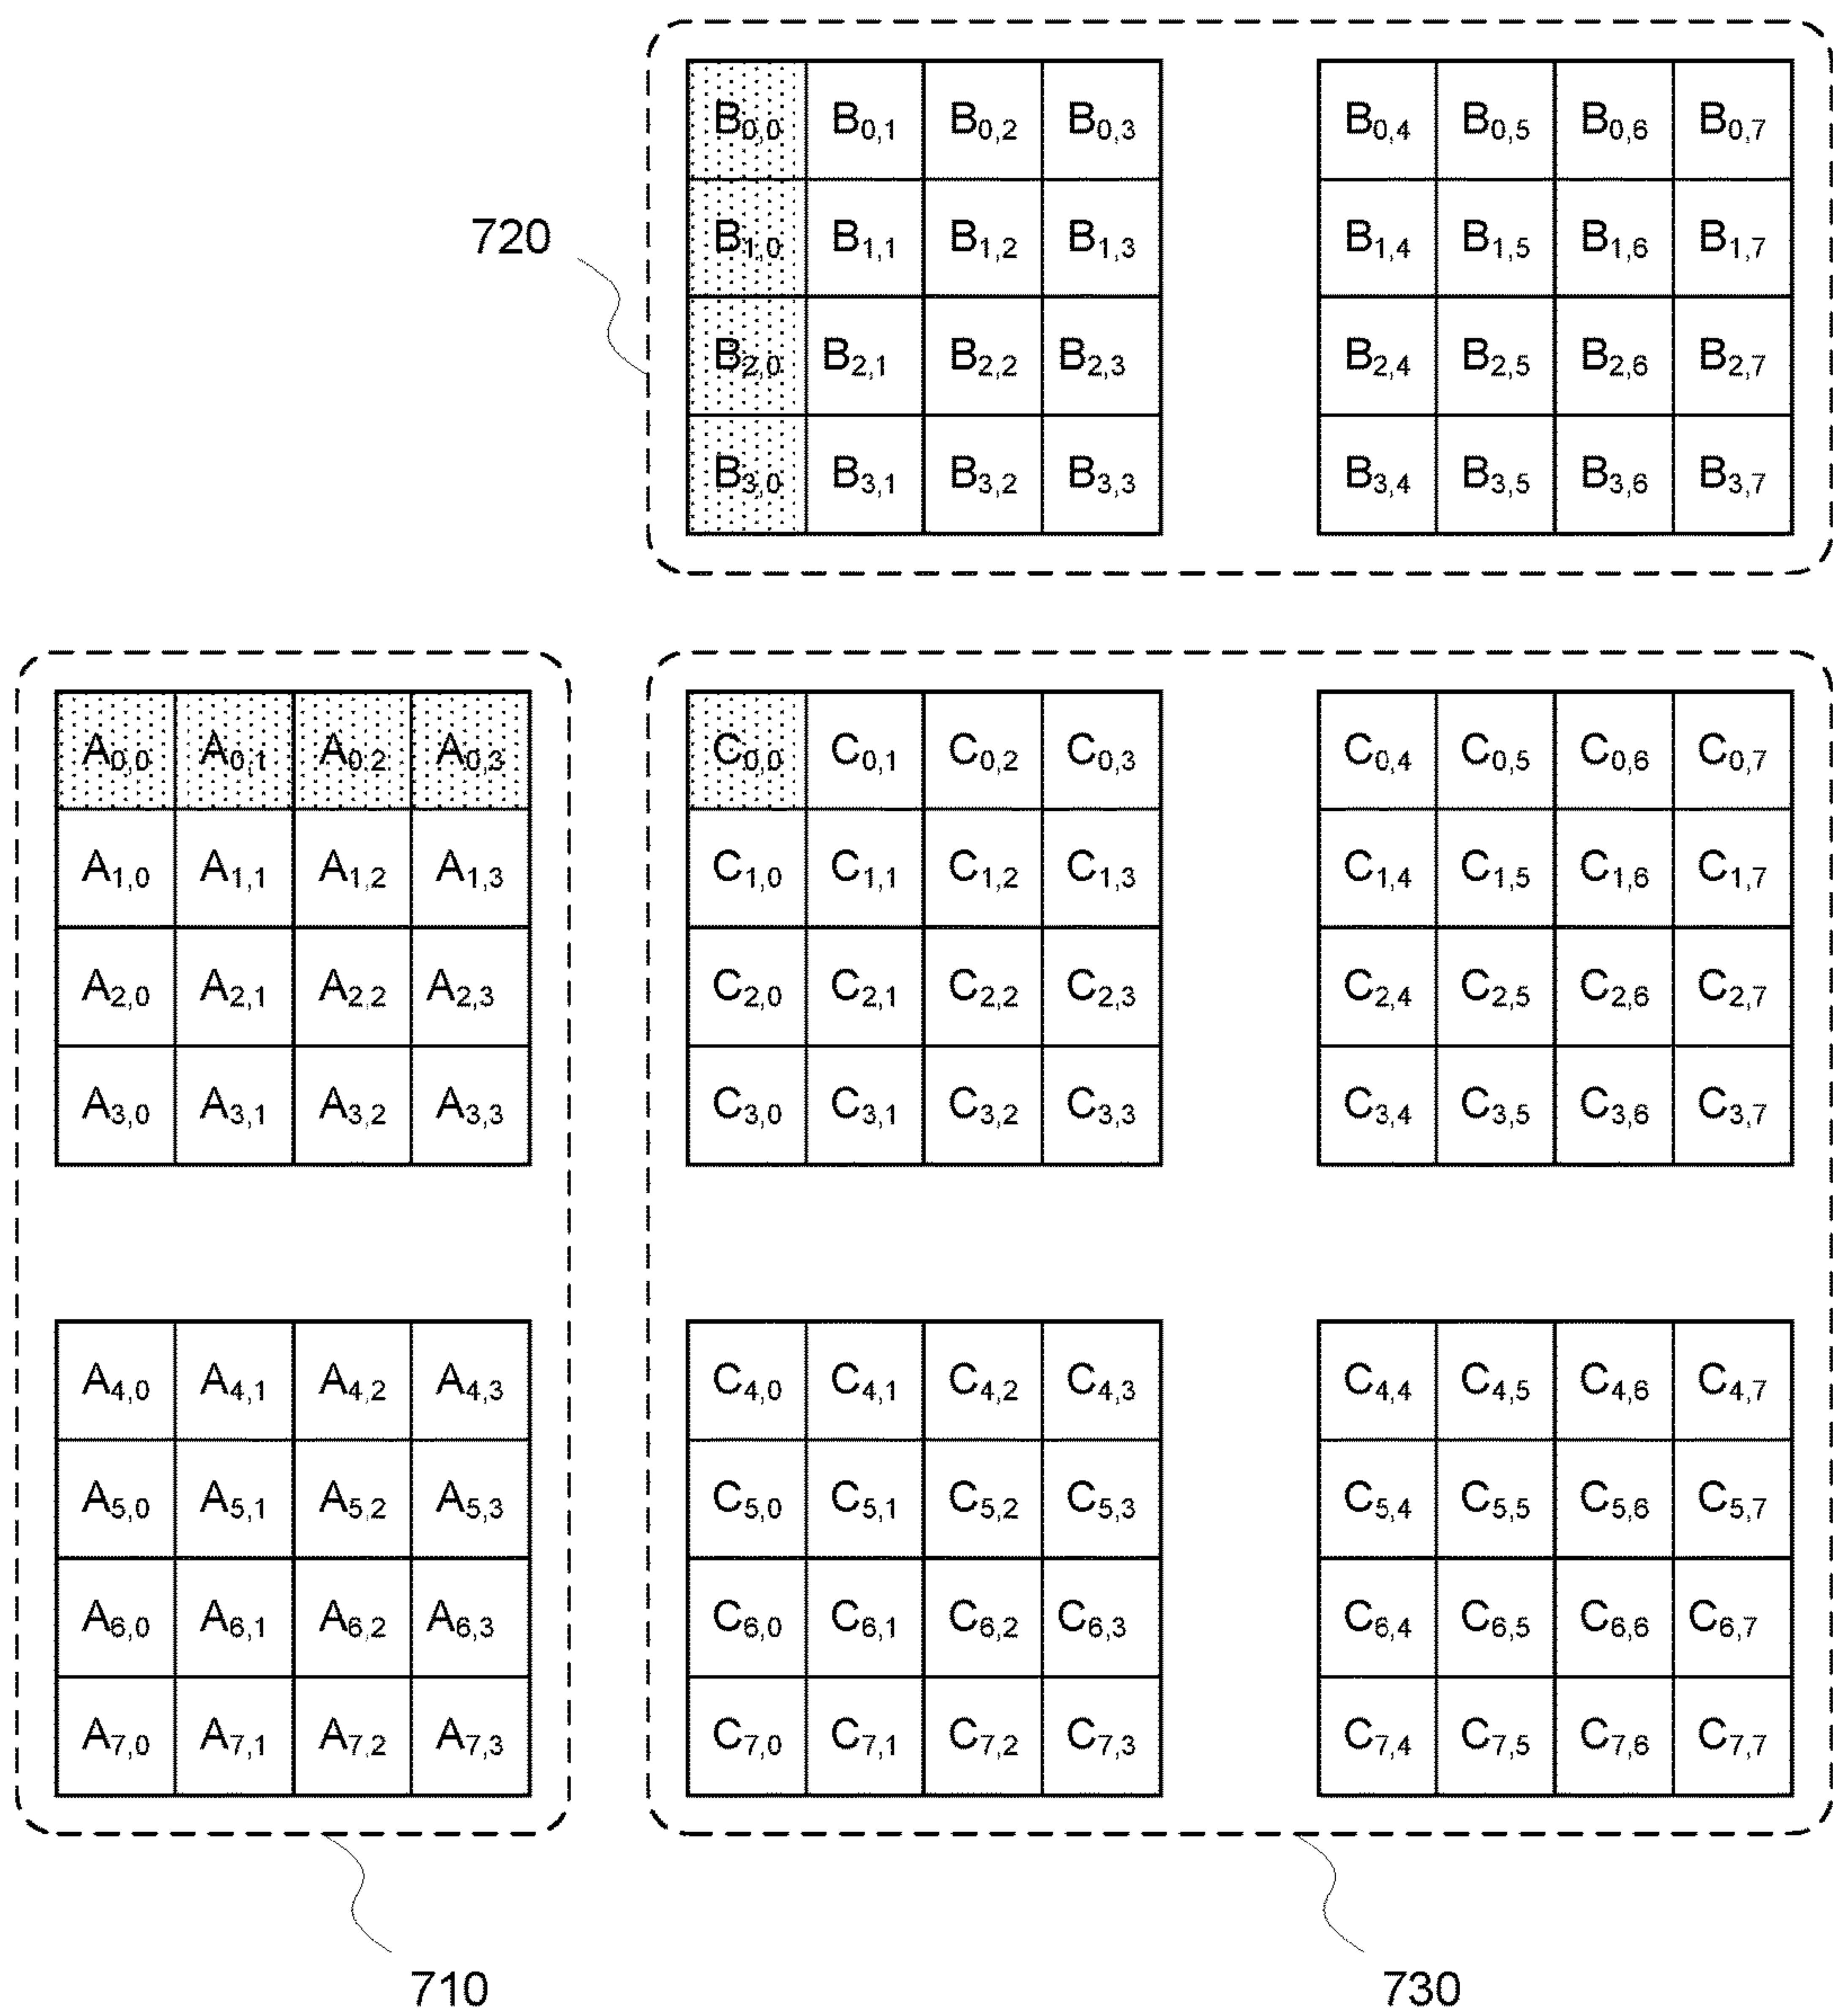 B0,0 B0,1 B0,2 B0,3 B0,4 B0,5 B0,6 B0,7
B1,0 B1,1 B1,2 B1,3 B1,4 B1,5 B1,6 B1,7
720
B2,0 B2,1 B2,2 B2,3 B2,4 B2,5 B2,6 B2,7
B3,0 B3,1 B3,2 B3,3 B3,4 B3,5 B3,6 B3,7
A0,0 A0,1 A0,2 A0,3 C0,0 C0,1 C0,2 C0,3 C0,4 C0,5 C0,6 C0,7
A1,0 A1,1 A1,2 A1,3 C1,0 C1,1 C1,2 C1,3 C1,4 C1,5 C1,6 C1,7
A2,0 A2,1 A2,2 A2,3 C2,0 C2,1 C2,2 C2,3 C2,4 C2,5 C2,6 C2,7
A3,0 A3,1 A3,2 A3,3 C3,0 C3,1 C3,2 C3,3 C3,4 C3,5 C3,6 C3,7
A4,0 A4,1 A4,2 A4,3 C4,0 C4,1 C4,2 C4,3 C4,4 C4,5 C4,6 C4,7
A5,0 A5,1 A5,2 A5,3 C5,0 C5,1 C5,2 C5,3 C5,4 C5,5 C5,6 C5,7
A6,0 A6,1 A6,2 A6,3 C6,0 C6,1 C6,2 C6,3 C6,4 C6,5 C6,6 C6,7
A7,0 A7,1 A7,2 A7,3 C7,0 C7,1 C7,2 C7,3 C7,4 C7,5 C7,6 C7,7
710 730